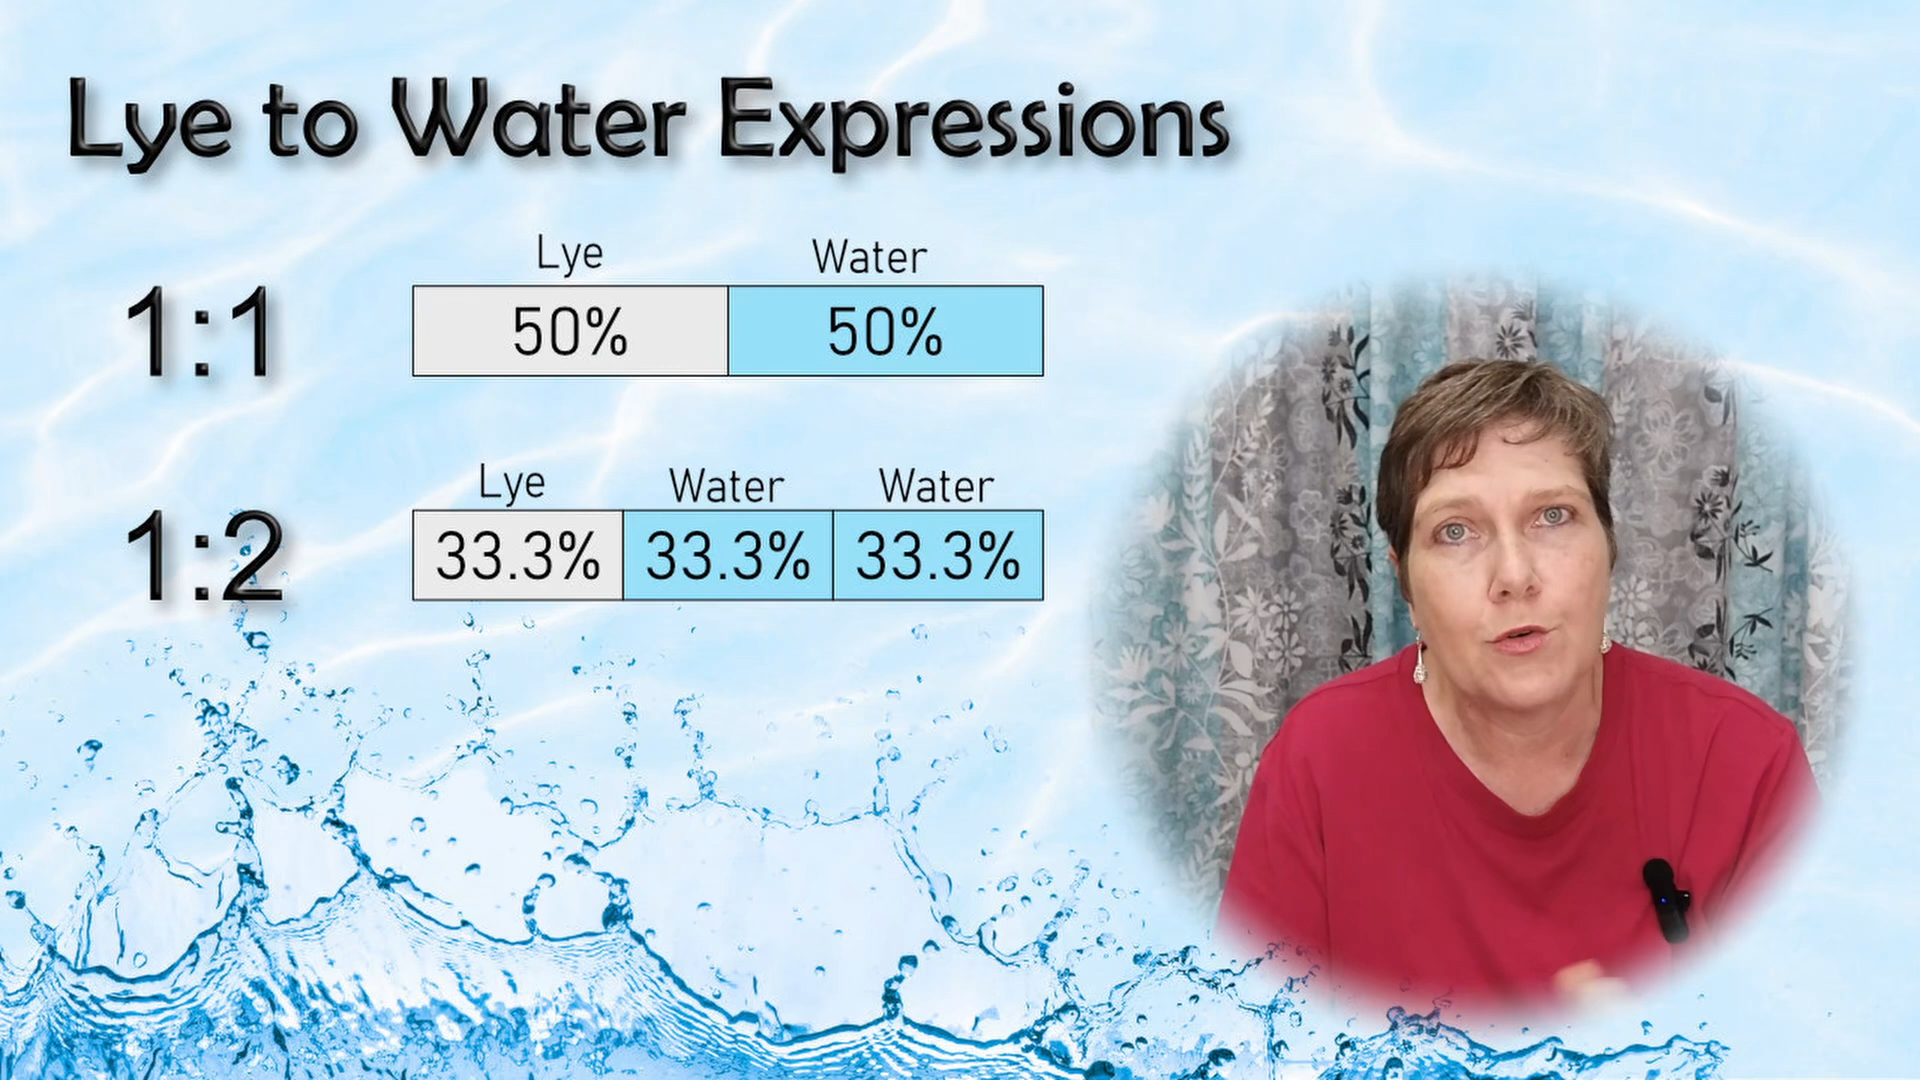 Lye to Water Expressions
Lye Water
1:1 50% 50%
Lye Water Water
1:2 33.3% 33.3% 33.3%